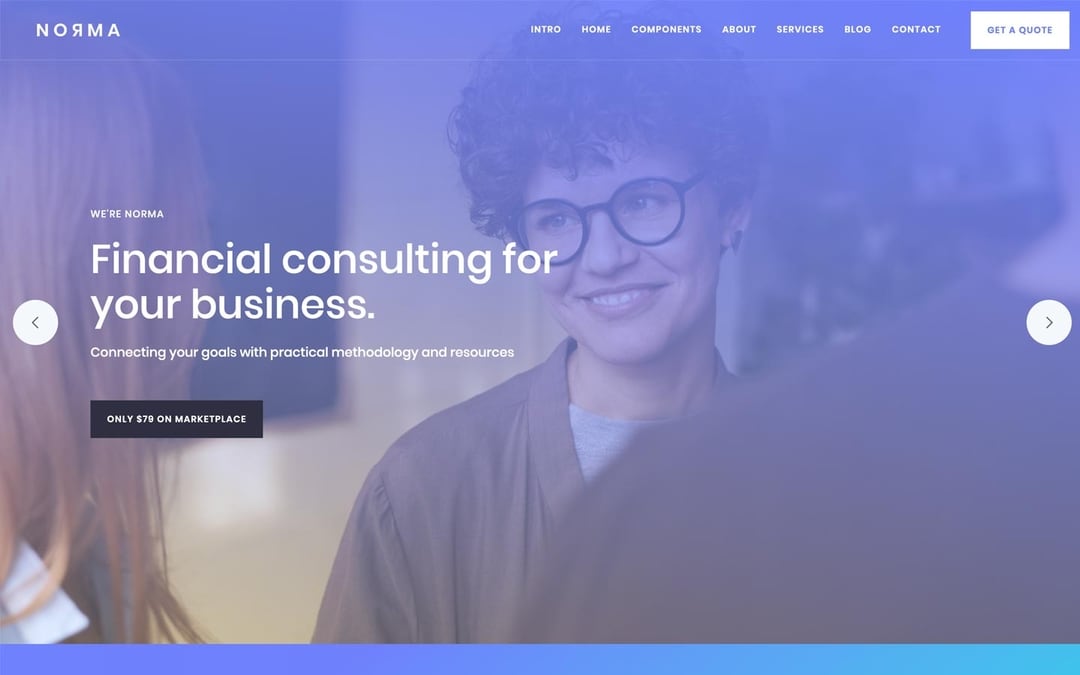 NOЯMA
INTRO HOME COMPONENTS ABOUT SERVICES BLOG CONTACT GET A QUOTE
WE'RE NORMA
Financial consulting for
your business.
Connecting your goals with practical methodology and resources
ONLY $79 ON MARKETPLACE